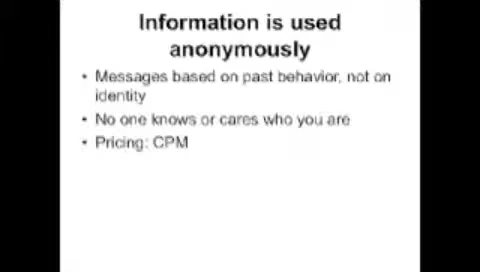 Information is used
anonymously
• Messages based on past behavior, not on
identity
• No one knows or cares who you are
• Pricing: CPM